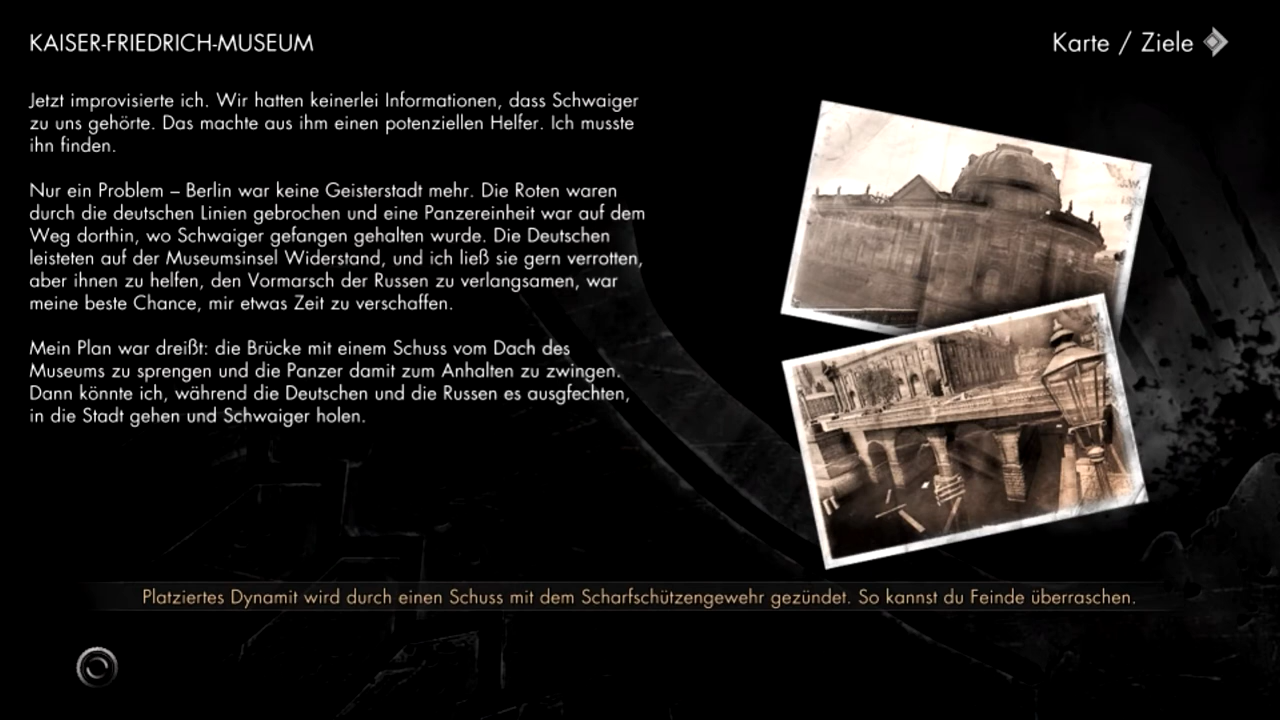 KAISER-FRIEDRICH-MUSEUM
Karte / Ziele
Jetzt improvisierte ich. Wir hatten keinerlei Informationen, dass Schwaiger
zu uns gehörte. Das machte aus ihm einen potenziellen Helfer. Ich musste
ihn finden.
Nur ein Problem – Berlin war keine Geisterstadt mehr. Die Roten waren
durch die deutschen Linien gebrochen und eine Panzereinheit war auf dem
Weg dorthin, wo Schwaiger gefangen gehalten wurde. Die Deutschen
leisteten auf der Museumsinsel Widerstand, und ich ließ sie gern verrotten,
aber ihnen zu helfen, den Vormarsch der Russen zu verlangsamen, war
meine beste Chance, mir etwas Zeit zu verschaffen.
Mein Plan war dreißt: die Brücke mit einem Schuss vom Dach des
Museums zu sprengen und die Panzer damit zum Anhalten zu zwingen.
Dann könnte ich, während die Deutschen und die Russen es ausgfechten,
in die Stadt gehen und Schwaiger holen.
Platziertes Dynamit wird durch einen Schuss mit dem Scharfschützengewehr gezündet. So kannst du Feinde überraschen.